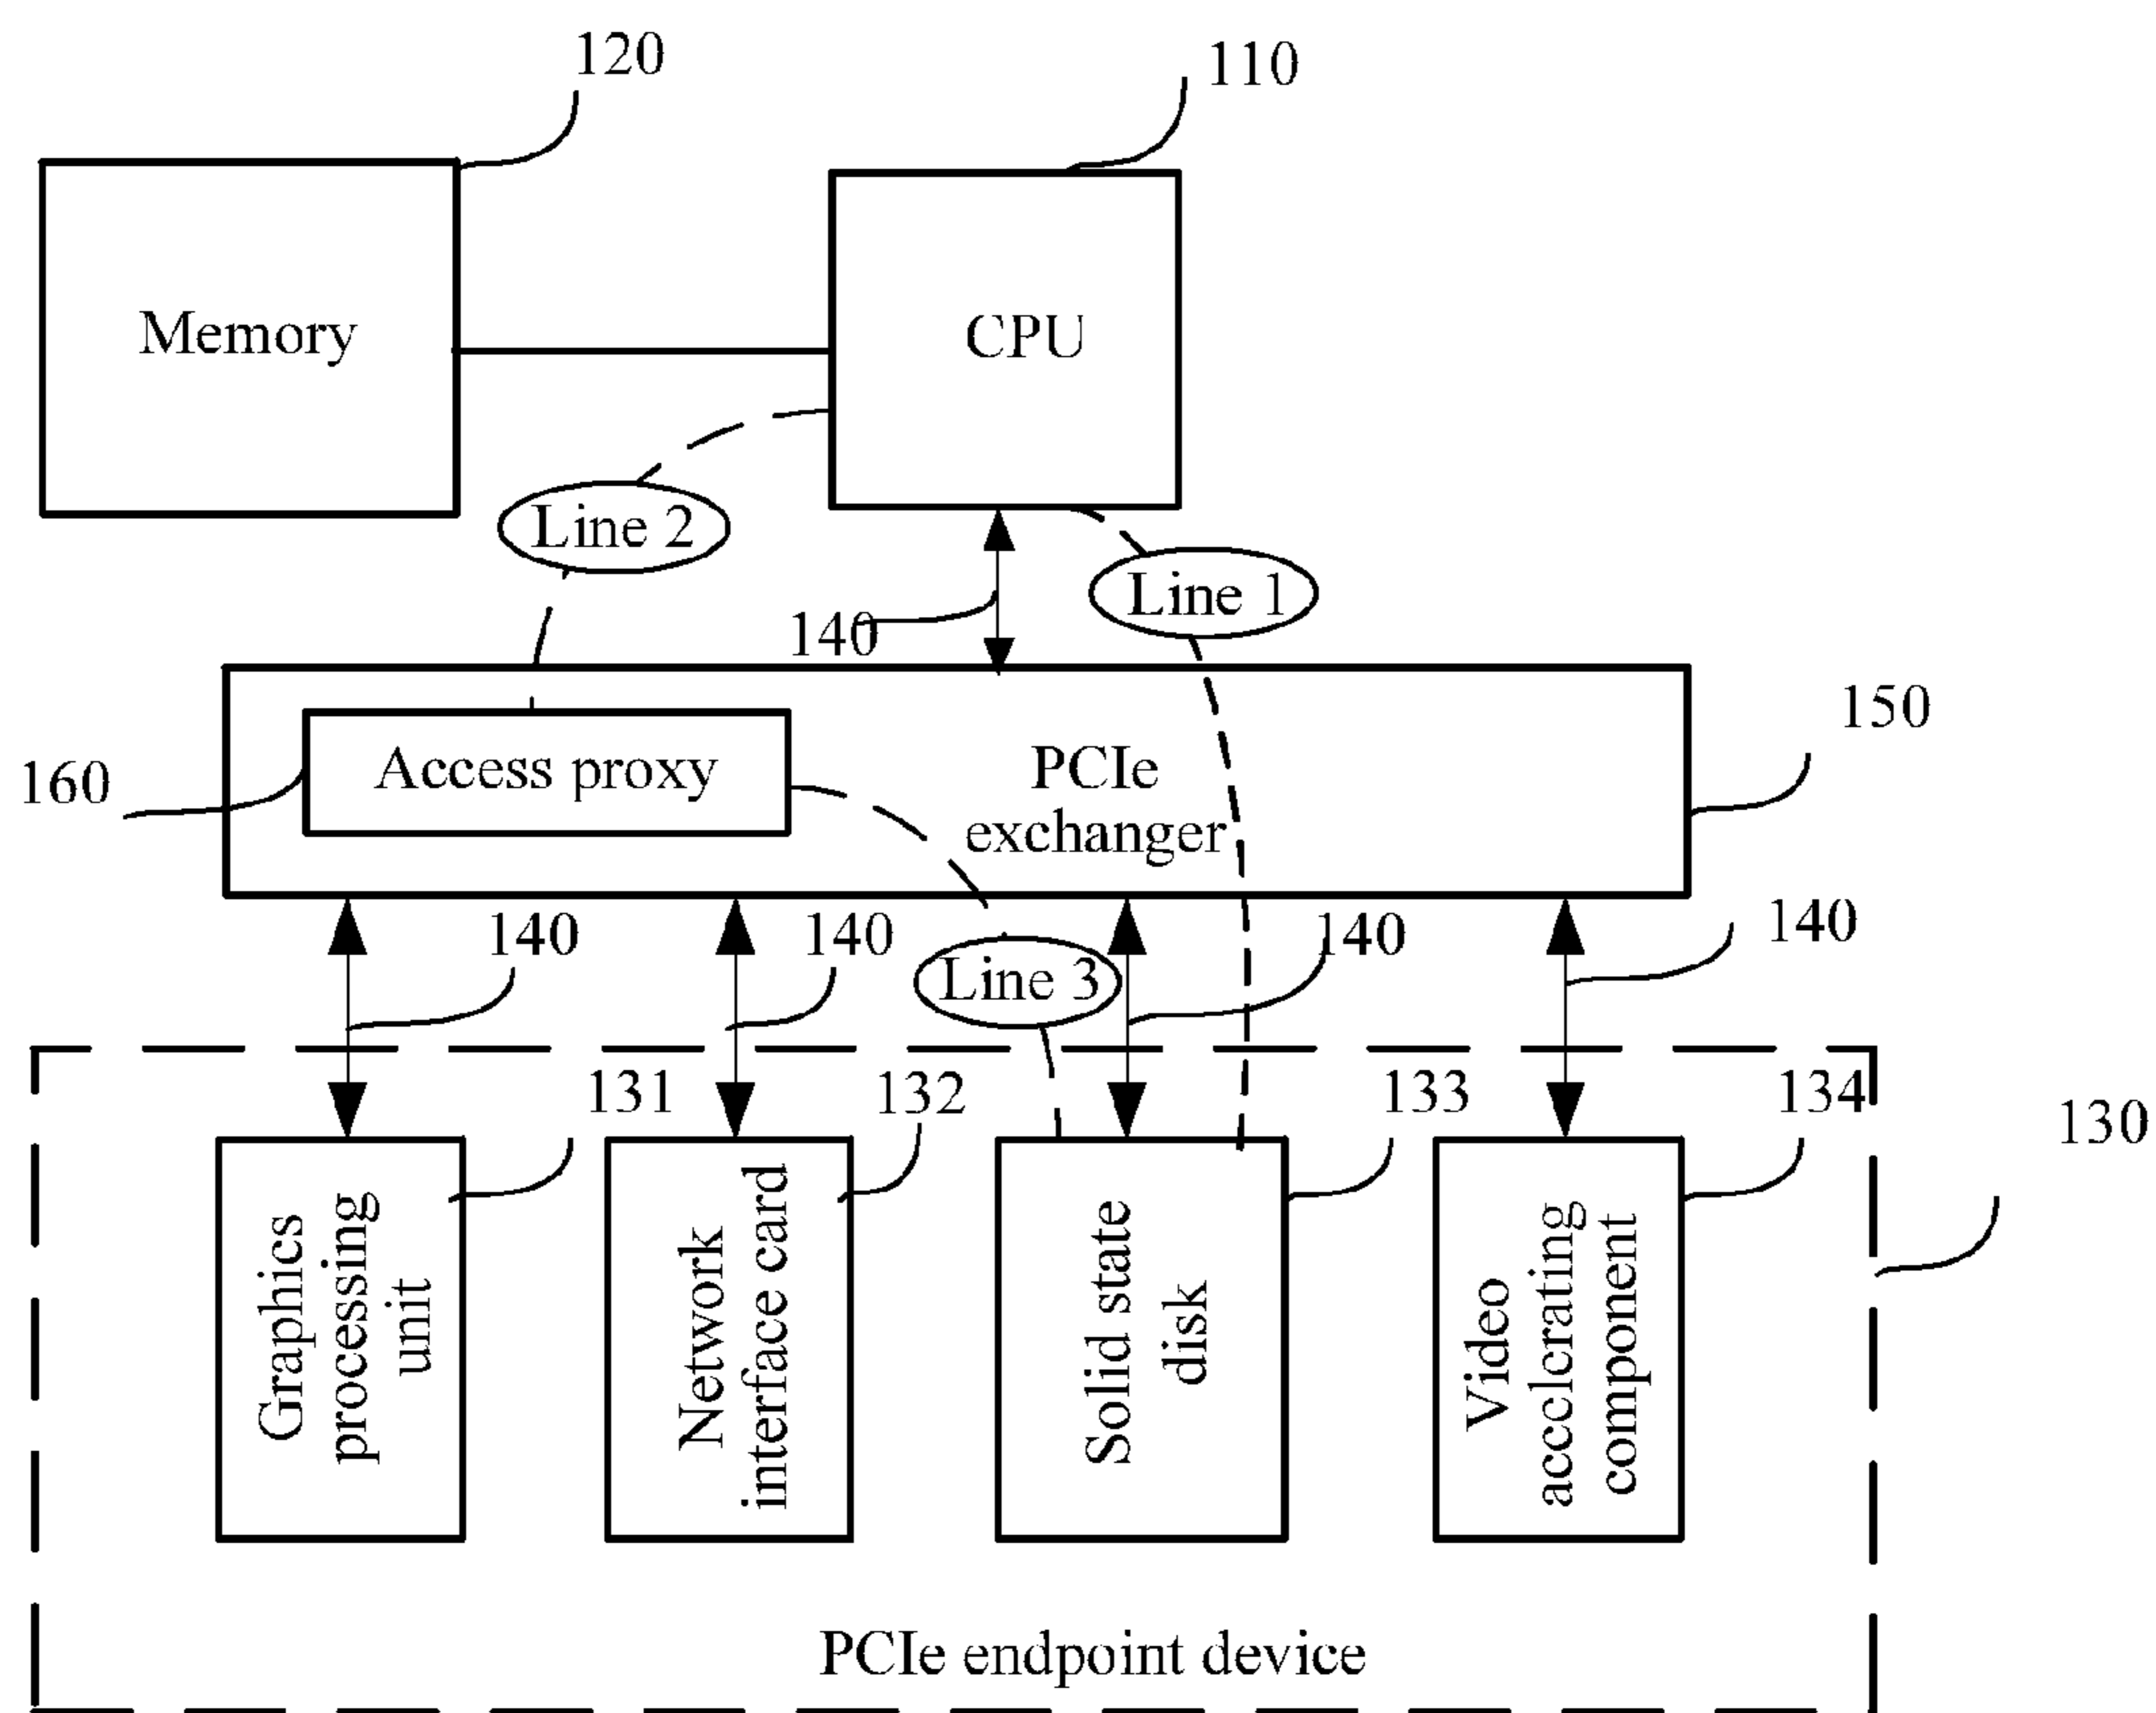 120
110
Memory
CPU
Line 2
Line 1
140
150
Access proxy
PCIe
exchanger
160
140
140
140
140
Line 3
131
132
133
134
130
Graphics
processing
unit
Network
interface card
Solid state
disk
Video
acclcrating
component
PCIe endpoint device